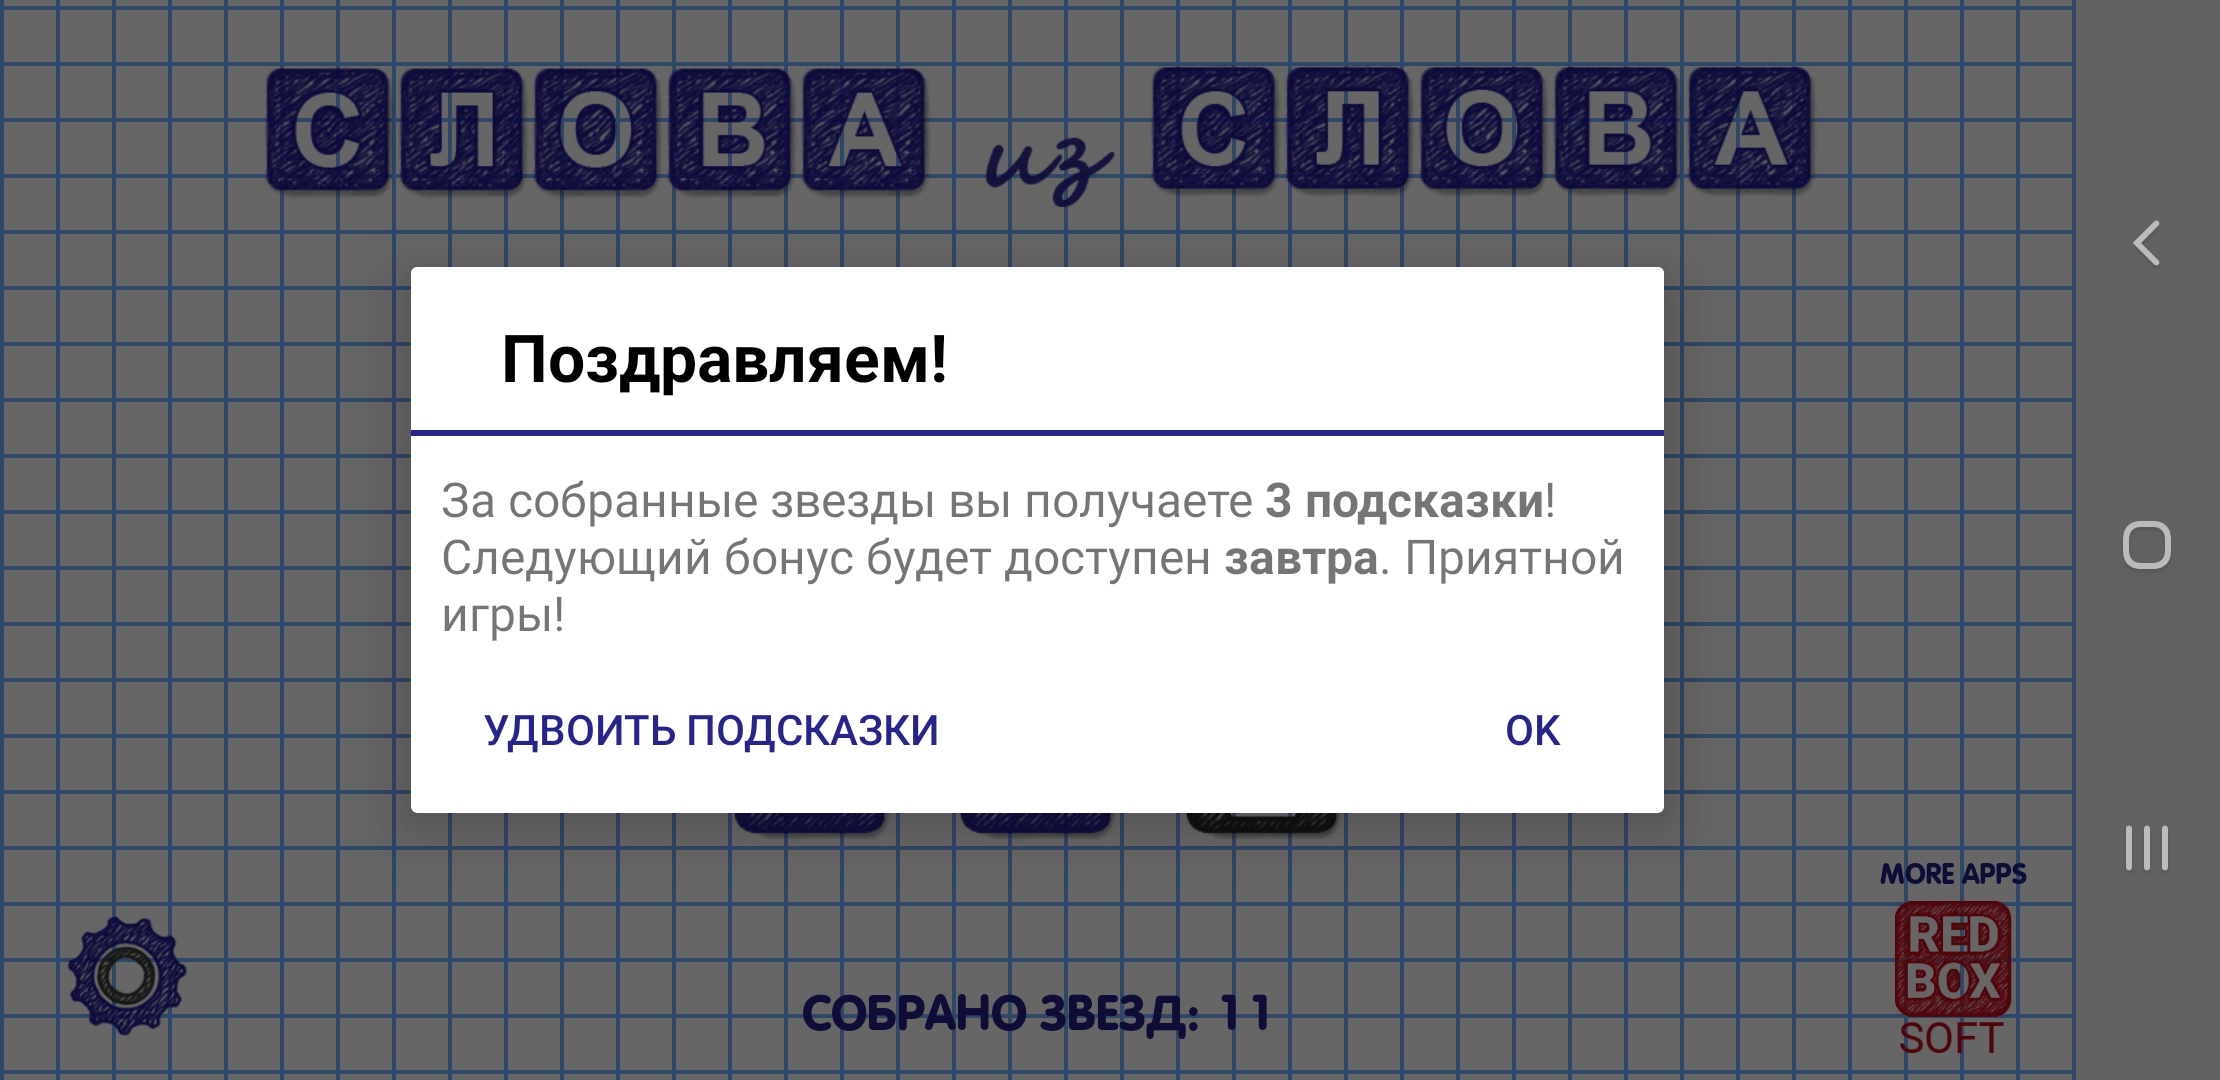 СЛОВА из СЛОВА
Поздравляем!
За собранные звезды вы получаете 3 подсказки!
Следующий бонус будет доступен завтра. Приятной
игры!
УДВОИТЬ ПОДСКАЗКИ
OK
MORE APPS
RED
BOX
SOFT
СОБРАНО ЗВЕЗД: 11